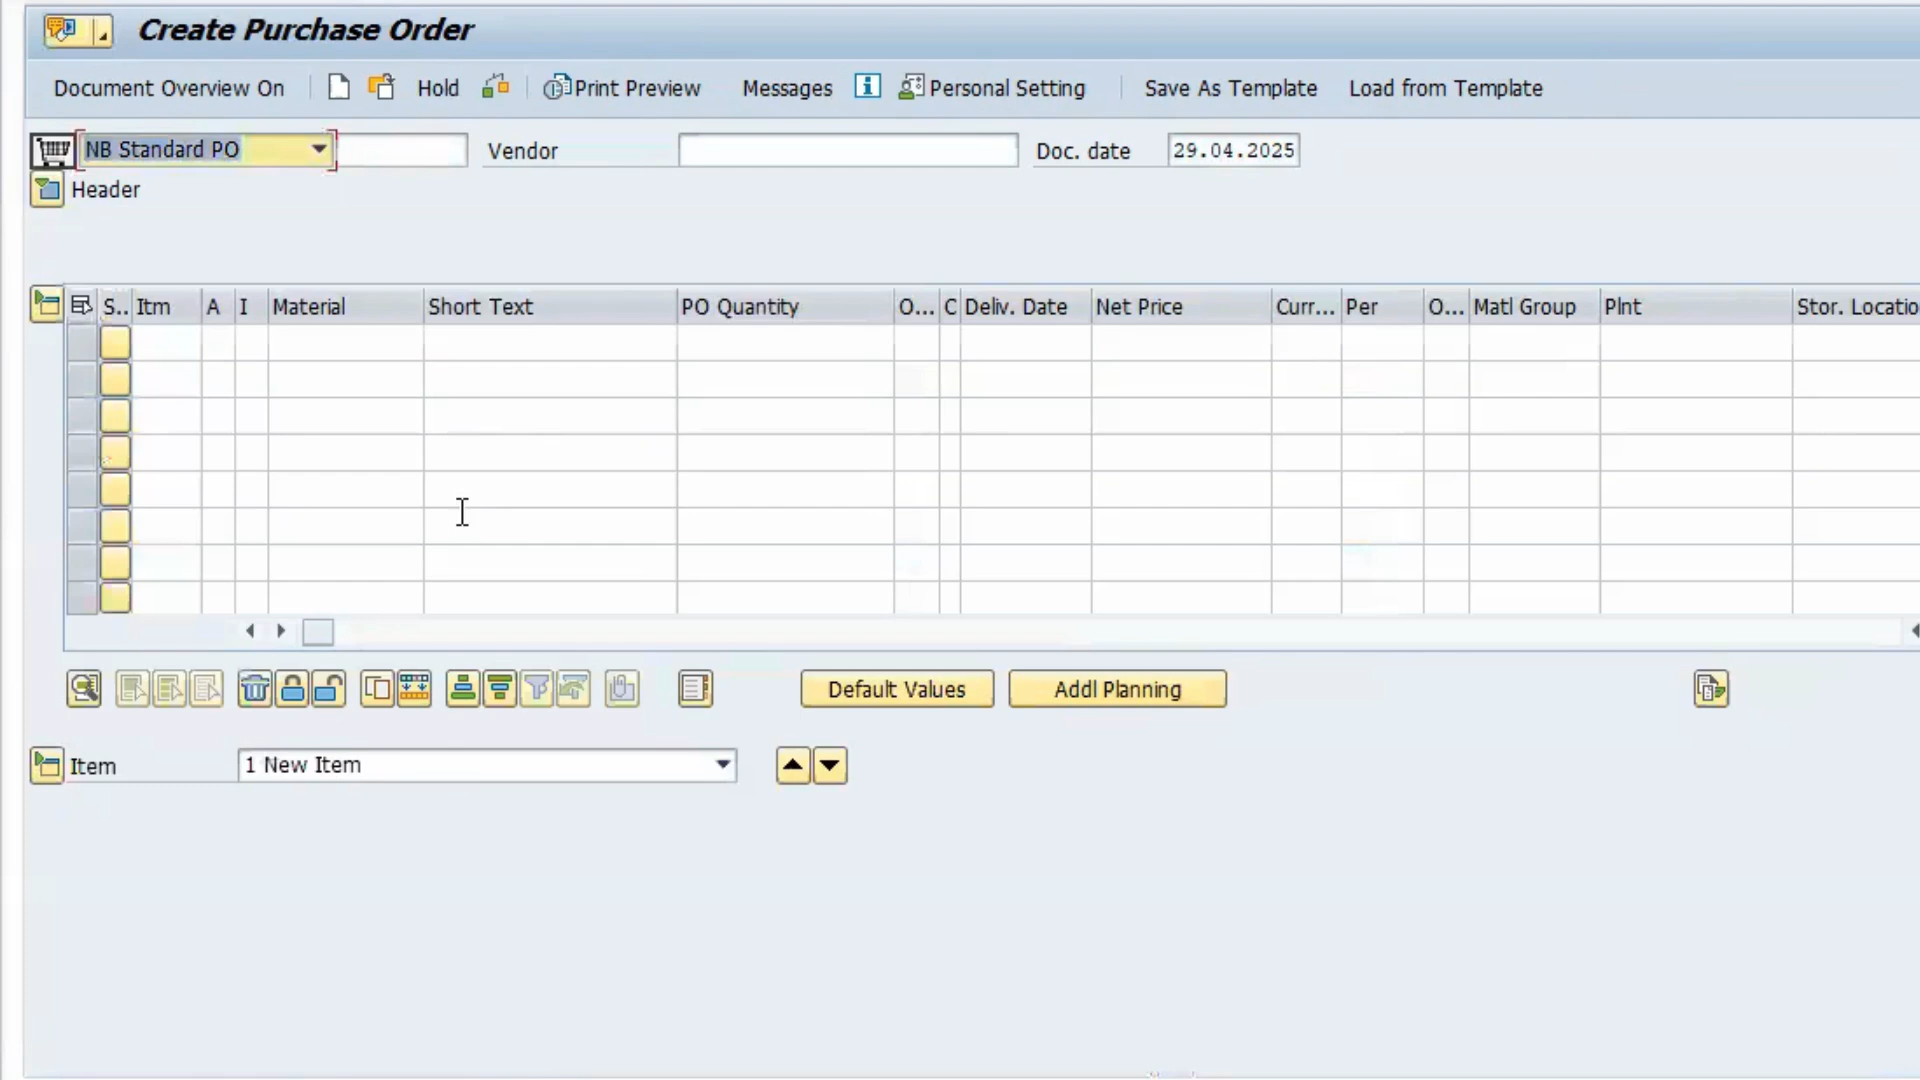 Create Purchase Order
Document Overview On Hold Print Preview Messages Personal Setting Save As Template Load from Template
NB Standard PO Vendor Doc. date 29.04.2025
Header
S.. Itm A I Material Short Text PO Quantity O... C Deliv. Date Net Price Curr... Per O... Matl Group Plnt Stor. Locatio
Default Values Addl Planning
Item 1 New Item